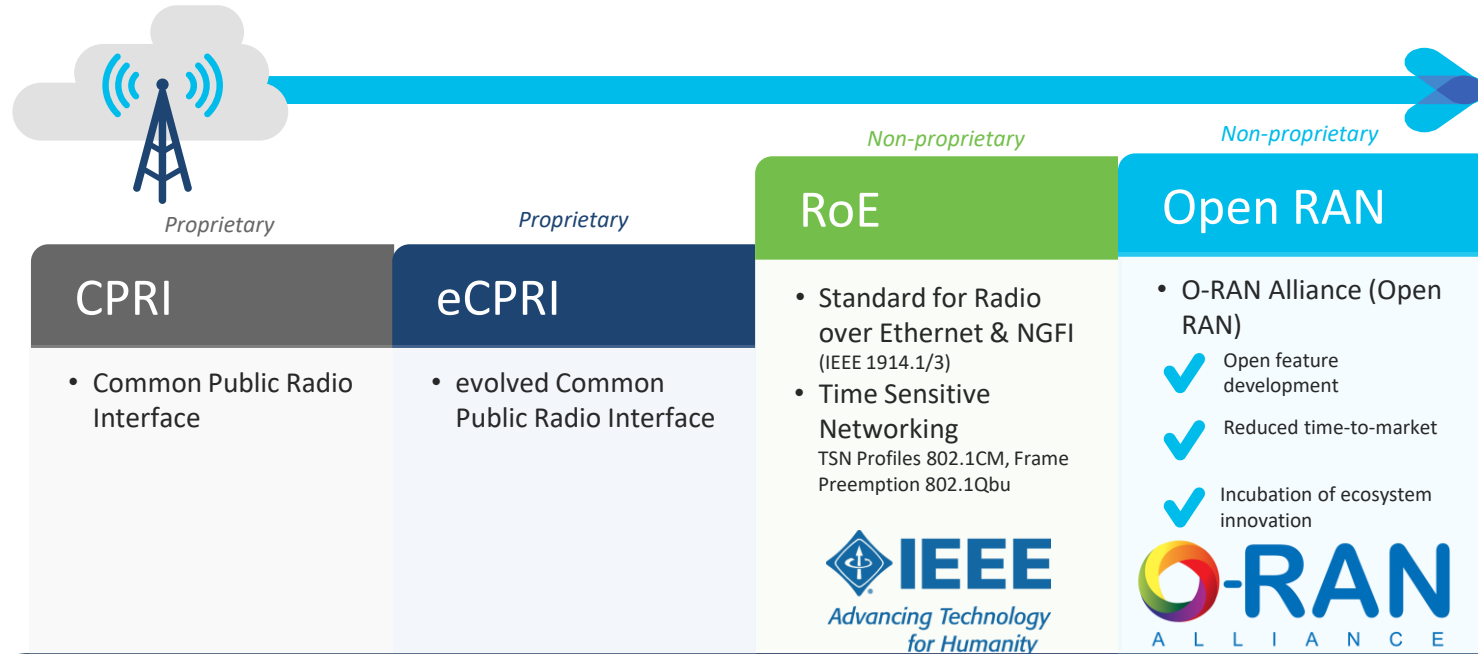 Proprietary
CPRI
• Common Public Radio
Interface
Proprietary
eCPRI
• evolved Common
Public Radio Interface
Non-proprietary
RoE
• Standard for Radio
over Ethernet & NGFI
(IEEE 1914.1/3)
• Time Sensitive
Networking
TSN Profiles 802.1CM, Frame
Preemption 802.1Qbu
IEEE
Advancing Technology
for Humanity
Non-proprietary
Open RAN
• O-RAN Alliance (Open
RAN)
Open feature
development
Reduced time-to-market
Incubation of ecosystem
innovation
O-RAN
ALLIANCE